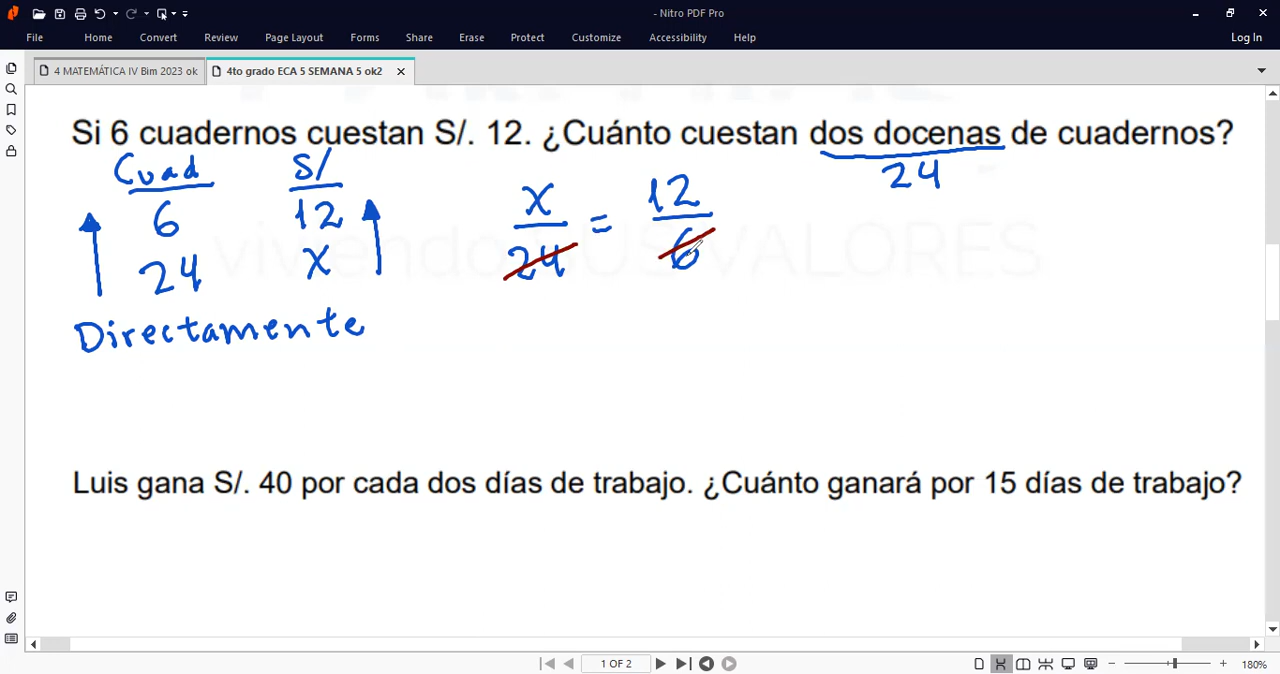 - Nitro PDF Pro
File Home Convert Review Page Layout Forms Share Erase Protect Customize Accessibility Help Log In
4 MATEMÁTICA IV Bim 2023 ok 4to grado ECA 5 SEMANA 5 ok2
Si 6 cuadernos cuestan S/. 12. ¿Cuánto cuestan dos docenas de cuadernos?
24
Cuad S/
6 12
24 x
Directamente
x/24 = 12/6
viviendo NUS VALORES
Luis gana S/. 40 por cada dos días de trabajo. ¿Cuánto ganará por 15 días de trabajo?
1 OF 2
180%